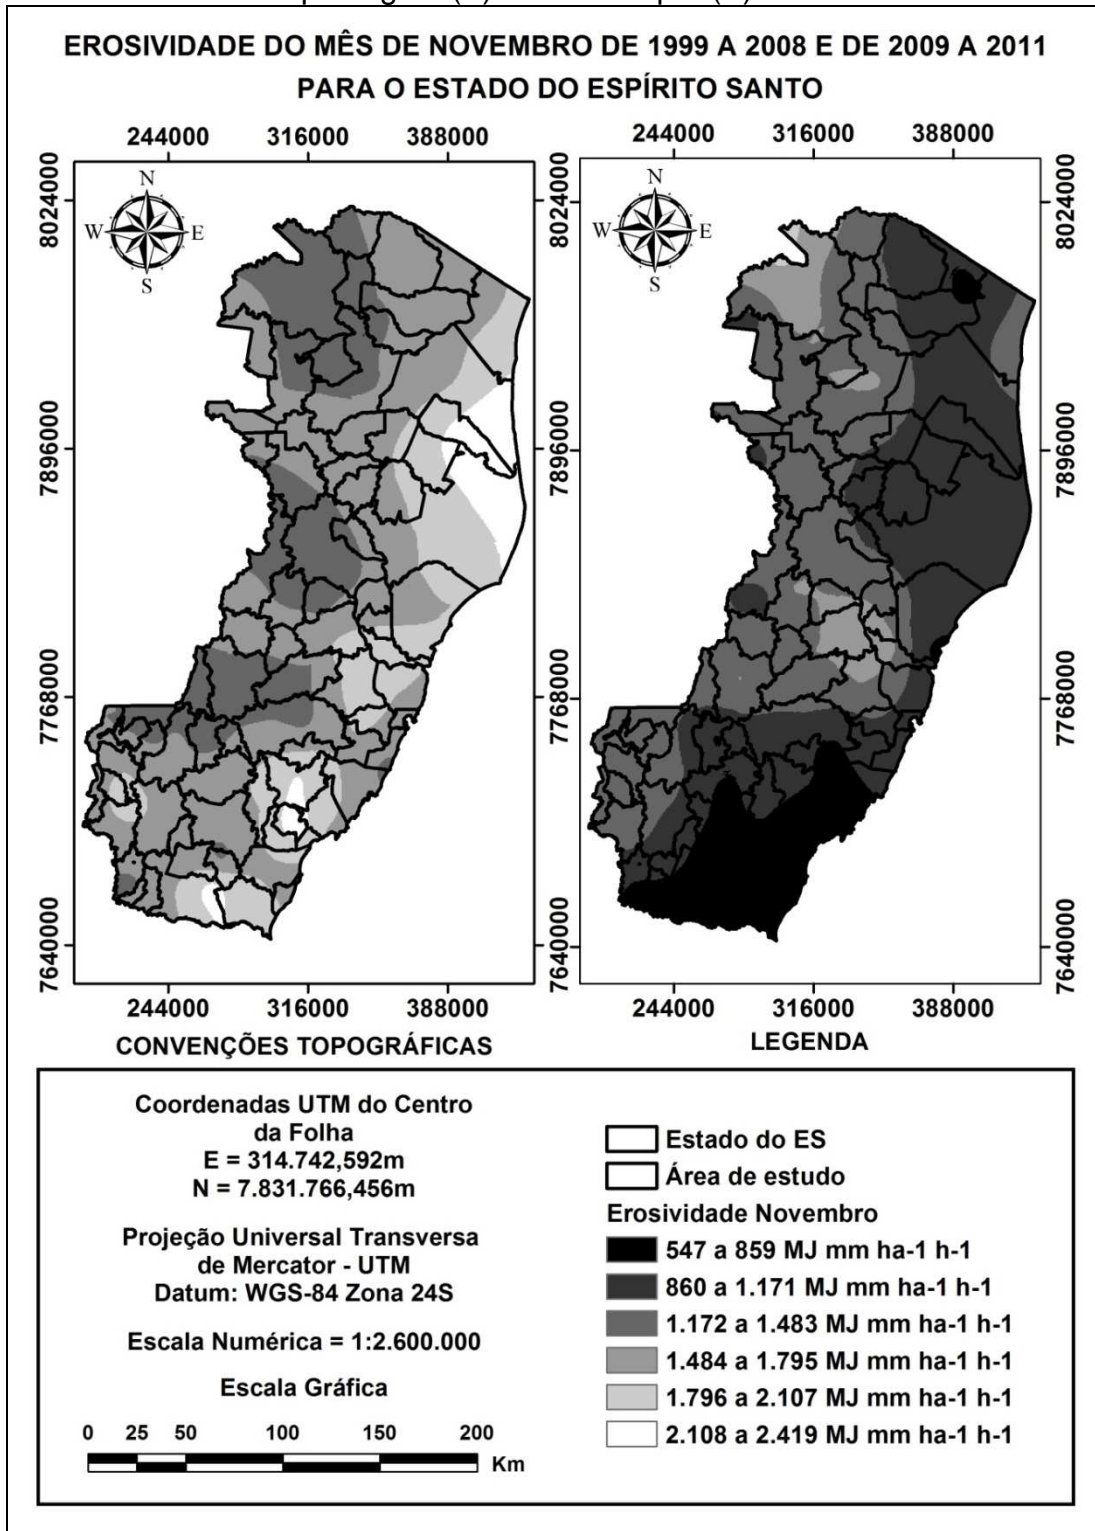 EROSIVIDADE DO MÊS DE NOVEMBRO DE 1999 A 2008 E DE 2009 A 2011
PARA O ESTADO DO ESPÍRITO SANTO
244000 316000 388000
244000 316000 388000
8024000
7896000
7768000
7640000
N
W E
S
8024000
7896000
7768000
7640000
N
W E
S
8024000
7896000
7768000
7640000
244000 316000 388000
244000 316000 388000
CONVENÇÕES TOPOGRÁFICAS
LEGENDA
Coordenadas UTM do Centro
da Folha
E = 314.742,592m
N = 7.831.766,456m
Projeção Universal Transversa
de Mercator - UTM
Datum: WGS-84 Zona 24S
Escala Numérica = 1:2.600.000
Escala Gráfica
0 25 50 100 150 200
Km
Estado do ES
Área de estudo
Erosividade Novembro
547 a 859 MJ mm ha-1 h-1
860 a 1.171 MJ mm ha-1 h-1
1.172 a 1.483 MJ mm ha-1 h-1
1.484 a 1.795 MJ mm ha-1 h-1
1.796 a 2.107 MJ mm ha-1 h-1
2.108 a 2.419 MJ mm ha-1 h-1